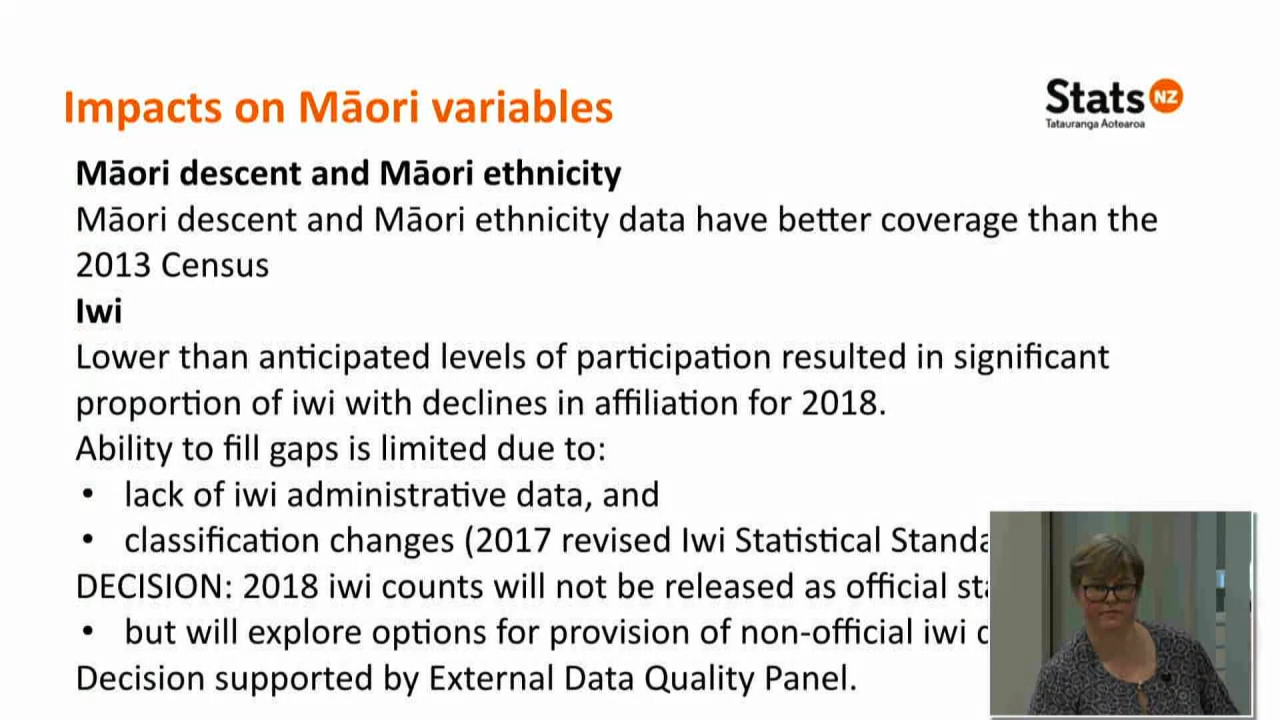 Impacts on Māori variables
Stats NZ
Tatauranga Aotearoa
Māori descent and Māori ethnicity
Māori descent and Māori ethnicity data have better coverage than the
2013 Census
Iwi
Lower than anticipated levels of participation resulted in significant
proportion of iwi with declines in affiliation for 2018.
Ability to fill gaps is limited due to:
• lack of iwi administrative data, and
• classification changes (2017 revised Iwi Statistical
DECISION: 2018 iwi counts will not be released as official
• but will explore options for provision of non-official iwi
Decision supported by External Data Quality Panel.